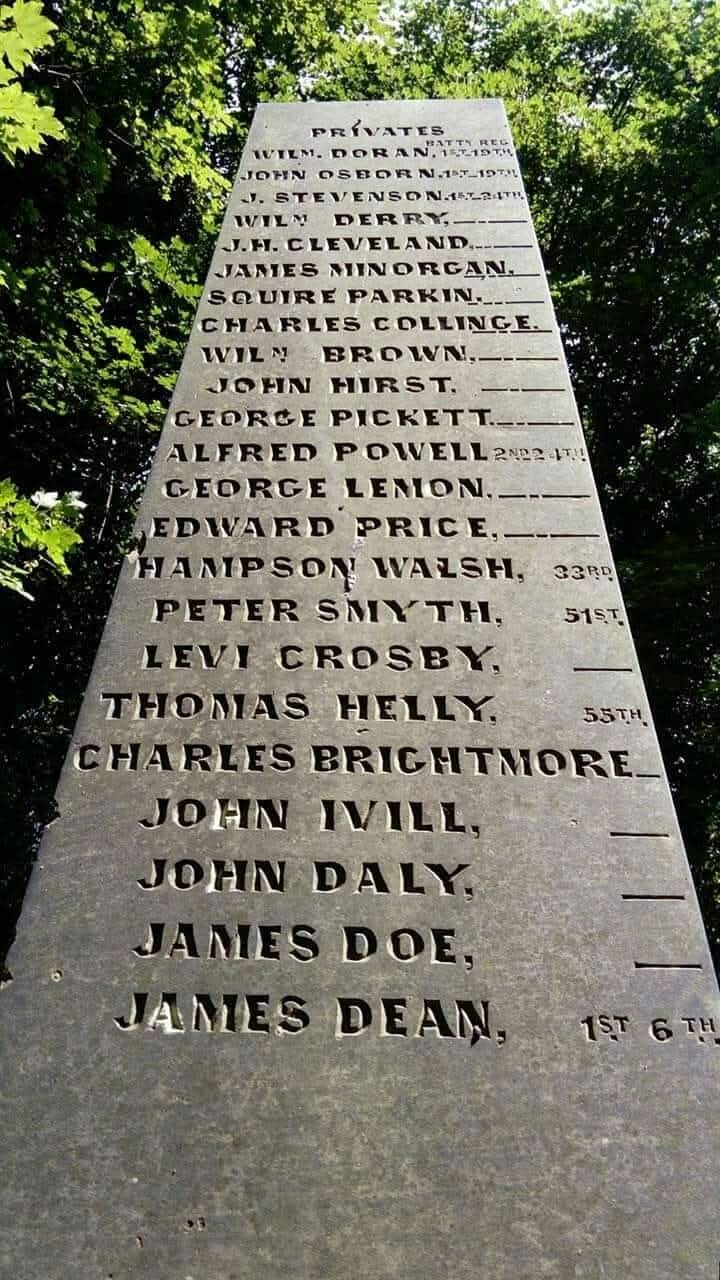 PRIVATES
BATTN REG
WILM. DORAN, 1ST 19TH
JOHN OSBORN, 1ST 19TH
J. STEVENSON, 1ST 24TH
WILM DERRY, — —
J.H. CLEVELAND, — —
JAMES MINORGAN, — —
SQUIRE PARKIN, — —
CHARLES COLLINGE. — —
WILM BROWN, — —
JOHN HIRST, — —
GEORGE PICKETT, — —
ALFRED POWELL 2ND 24TH
GEORGE LEMON, — —
EDWARD PRICE, — —
HAMPSON WALSH, 33RD
PETER SMYTH, 51ST
LEVI CROSBY, —
THOMAS HELLY, 55TH
CHARLES BRIGHTMORE —
JOHN IVILL, —
JOHN DALY, —
JAMES DOE, —
JAMES DEAN, 1ST 6TH